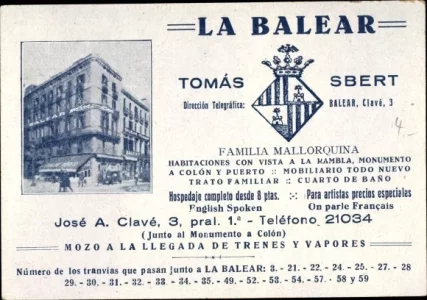 LA BALEAR
TOMÁS SBERT
Dirección Telegráfica: BALEAR, Clavé, 3
4.-
FAMILIA MALLORQUINA
HABITACIONES CON VISTA A LA RAMBLA, MONUMENTO
A COLÓN Y PUERTO :: MOBILIARIO TODO NUEVO
TRATO FAMILIAR :: CUARTO DE BAÑO
Hospedaje completo desde 8 ptas. :: Para artistas precios especiales
English Spoken On parle Français
José A. Clavé, 3, pral. 1.ª - Teléfono 21034
(Junto al Monumento a Colón)
MOZO A LA LLEGADA DE TRENES Y VAPORES
Número de los tranvías que pasan junto a LA BALEAR: 8. - 21. - 22. - 24. - 25. - 27. - 28
29. - 30. - 31. - 32. - 33. - 34. - 35. - 49. - 52. - 53. - 54. - 57. - 58 y 59